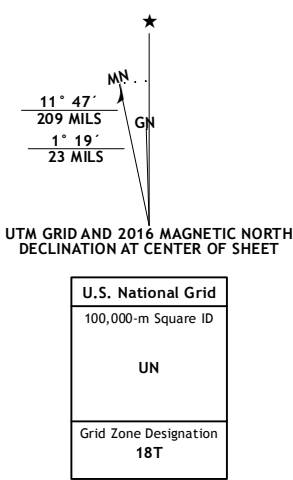 ★
MN
GN
11° 47´
209 MILS
1° 19´
23 MILS
UTM GRID AND 2016 MAGNETIC NORTH
DECLINATION AT CENTER OF SHEET
U.S. National Grid
100,000-m Square ID
UN
Grid Zone Designation
18T